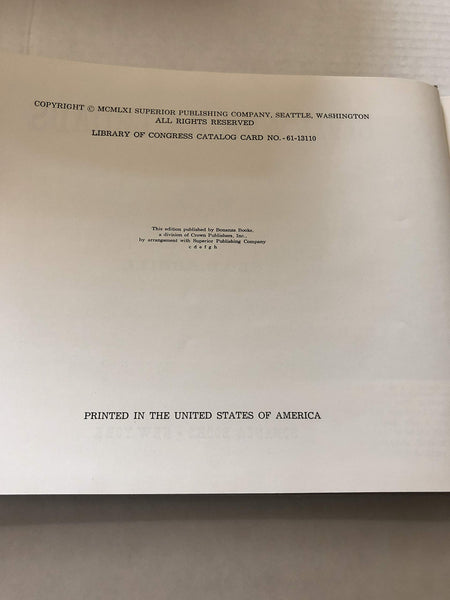 COPYRIGHT © MCMLXI SUPERIOR PUBLISHING COMPANY, SEATTLE, WASHINGTON
ALL RIGHTS RESERVED
LIBRARY OF CONGRESS CATALOG CARD NO.-61-13110
This edition published by Bonanza Books,
a division of Crown Publishers, Inc.,
by arrangement with Superior Publishing Company
c d e f g h
PRINTED IN THE UNITED STATES OF AMERICA